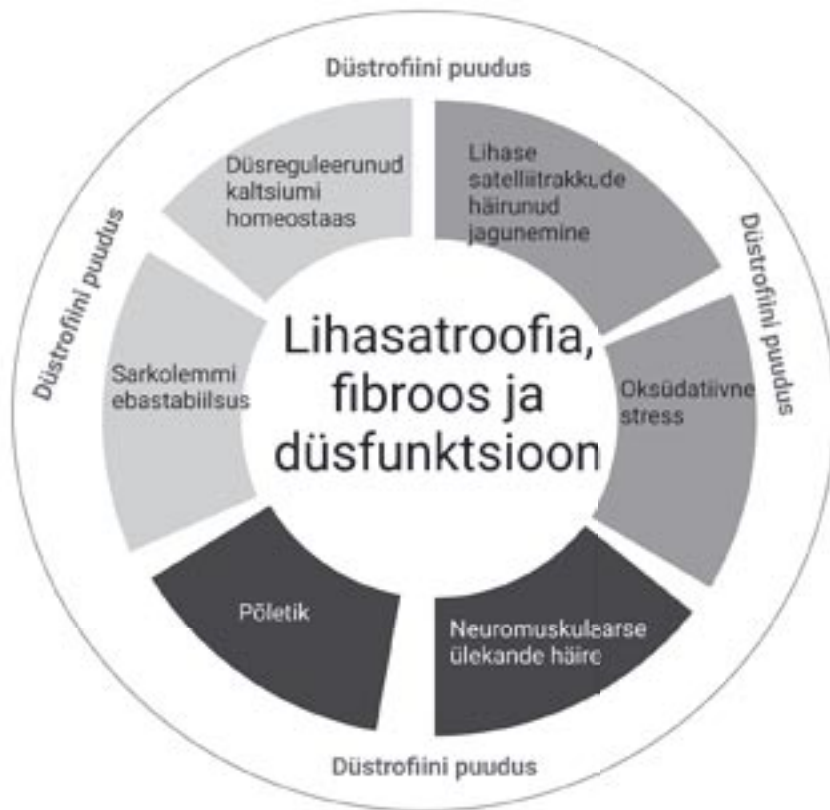 Düstrofiini puudus
Düsreguleerunud
kaltsiumi
homeostaas
Lihase
satelliitrakkude
häirunud
jagunemine
Düstrofiini puudus
Düstrofiini puudus
Sarkolemmi
ebastabiilsus
Lihasatroofia,
fibroos ja
düsfunktsioon
Oksüdatiivne
stress
Põletik
Neuromuskulaarse
ülekande häire
Düstrofiini puudus